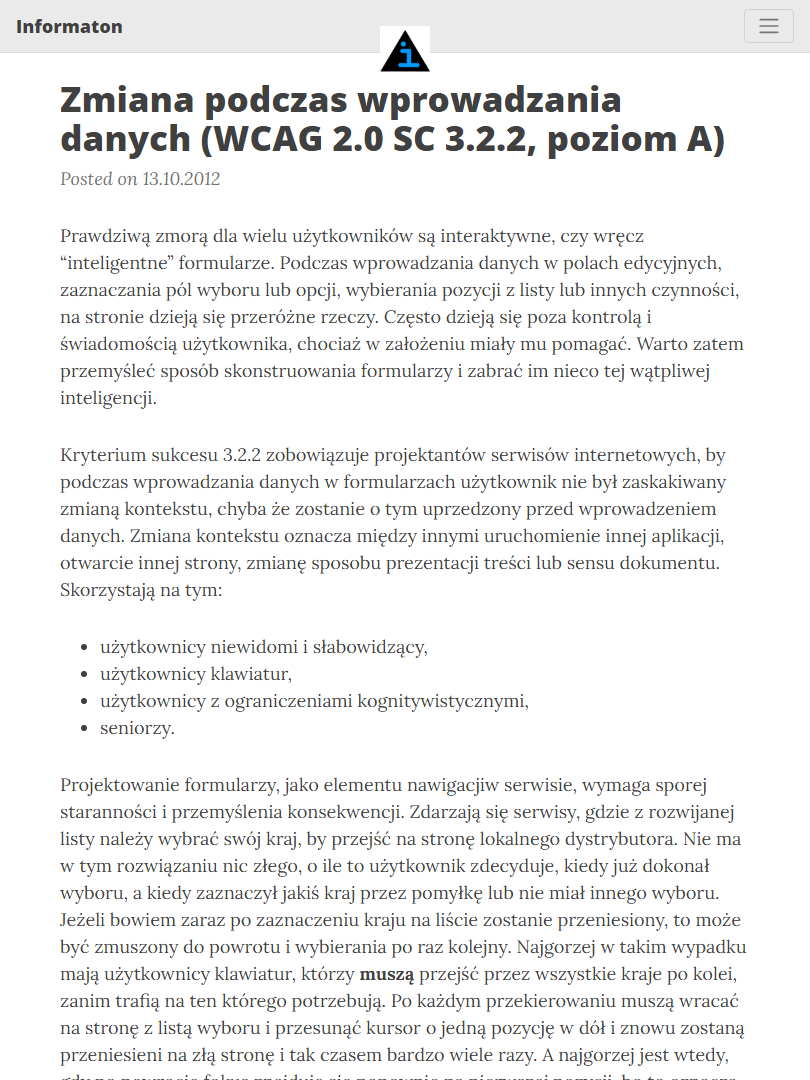 Informaton
i
Zmiana podczas wprowadzania
danych (WCAG 2.0 SC 3.2.2, poziom A)
Posted on 13.10.2012
Prawdziwą zmorą dla wielu użytkowników są interaktywne, czy wręcz
“inteligentne” formularze. Podczas wprowadzania danych w polach edycyjnych,
zaznaczania pól wyboru lub opcji, wybierania pozycji z listy lub innych czynności,
na stronie dzieją się przeróżne rzeczy. Często dzieją się poza kontrolą i
świadomością użytkownika, chociaż w założeniu miały mu pomagać. Warto zatem
przemyśleć sposób skonstruowania formularzy i zabrać im nieco tej wątpliwej
inteligencji.
Kryterium sukcesu 3.2.2 zobowiązuje projektantów serwisów internetowych, by
podczas wprowadzania danych w formularzach użytkownik nie był zaskakiwany
zmianą kontekstu, chyba że zostanie o tym uprzedzony przed wprowadzeniem
danych. Zmiana kontekstu oznacza między innymi uruchomienie innej aplikacji,
otwarcie innej strony, zmianę sposobu prezentacji treści lub sensu dokumentu.
Skorzystają na tym:
• użytkownicy niewidomi i słabowidzący,
• użytkownicy klawiatur,
• użytkownicy z ograniczeniami kognitywistycznymi,
• seniorzy.
Projektowanie formularzy, jako elementu nawigacjiw serwisie, wymaga sporej
staranności i przemyślenia konsekwencji. Zdarzają się serwisy, gdzie z rozwijanej
listy należy wybrać swój kraj, by przejść na stronę lokalnego dystrybutora. Nie ma
w tym rozwiązaniu nic złego, o ile to użytkownik zdecyduje, kiedy już dokonał
wyboru, a kiedy zaznaczył jakiś kraj przez pomyłkę lub nie miał innego wyboru.
Jeżeli bowiem zaraz po zaznaczeniu kraju na liście zostanie przeniesiony, to może
być zmuszony do powrotu i wybierania po raz kolejny. Najgorzej w takim wypadku
mają użytkownicy klawiatur, którzy muszą przejść przez wszystkie kraje po kolei,
zanim trafią na ten którego potrzebują. Po każdym przekierowaniu muszą wracać
na stronę z listą wyboru i przesunąć kursor o jedną pozycję w dół i znowu zostaną
przeniesieni na złą stronę i tak czasem bardzo wiele razy. A najgorzej jest wtedy,